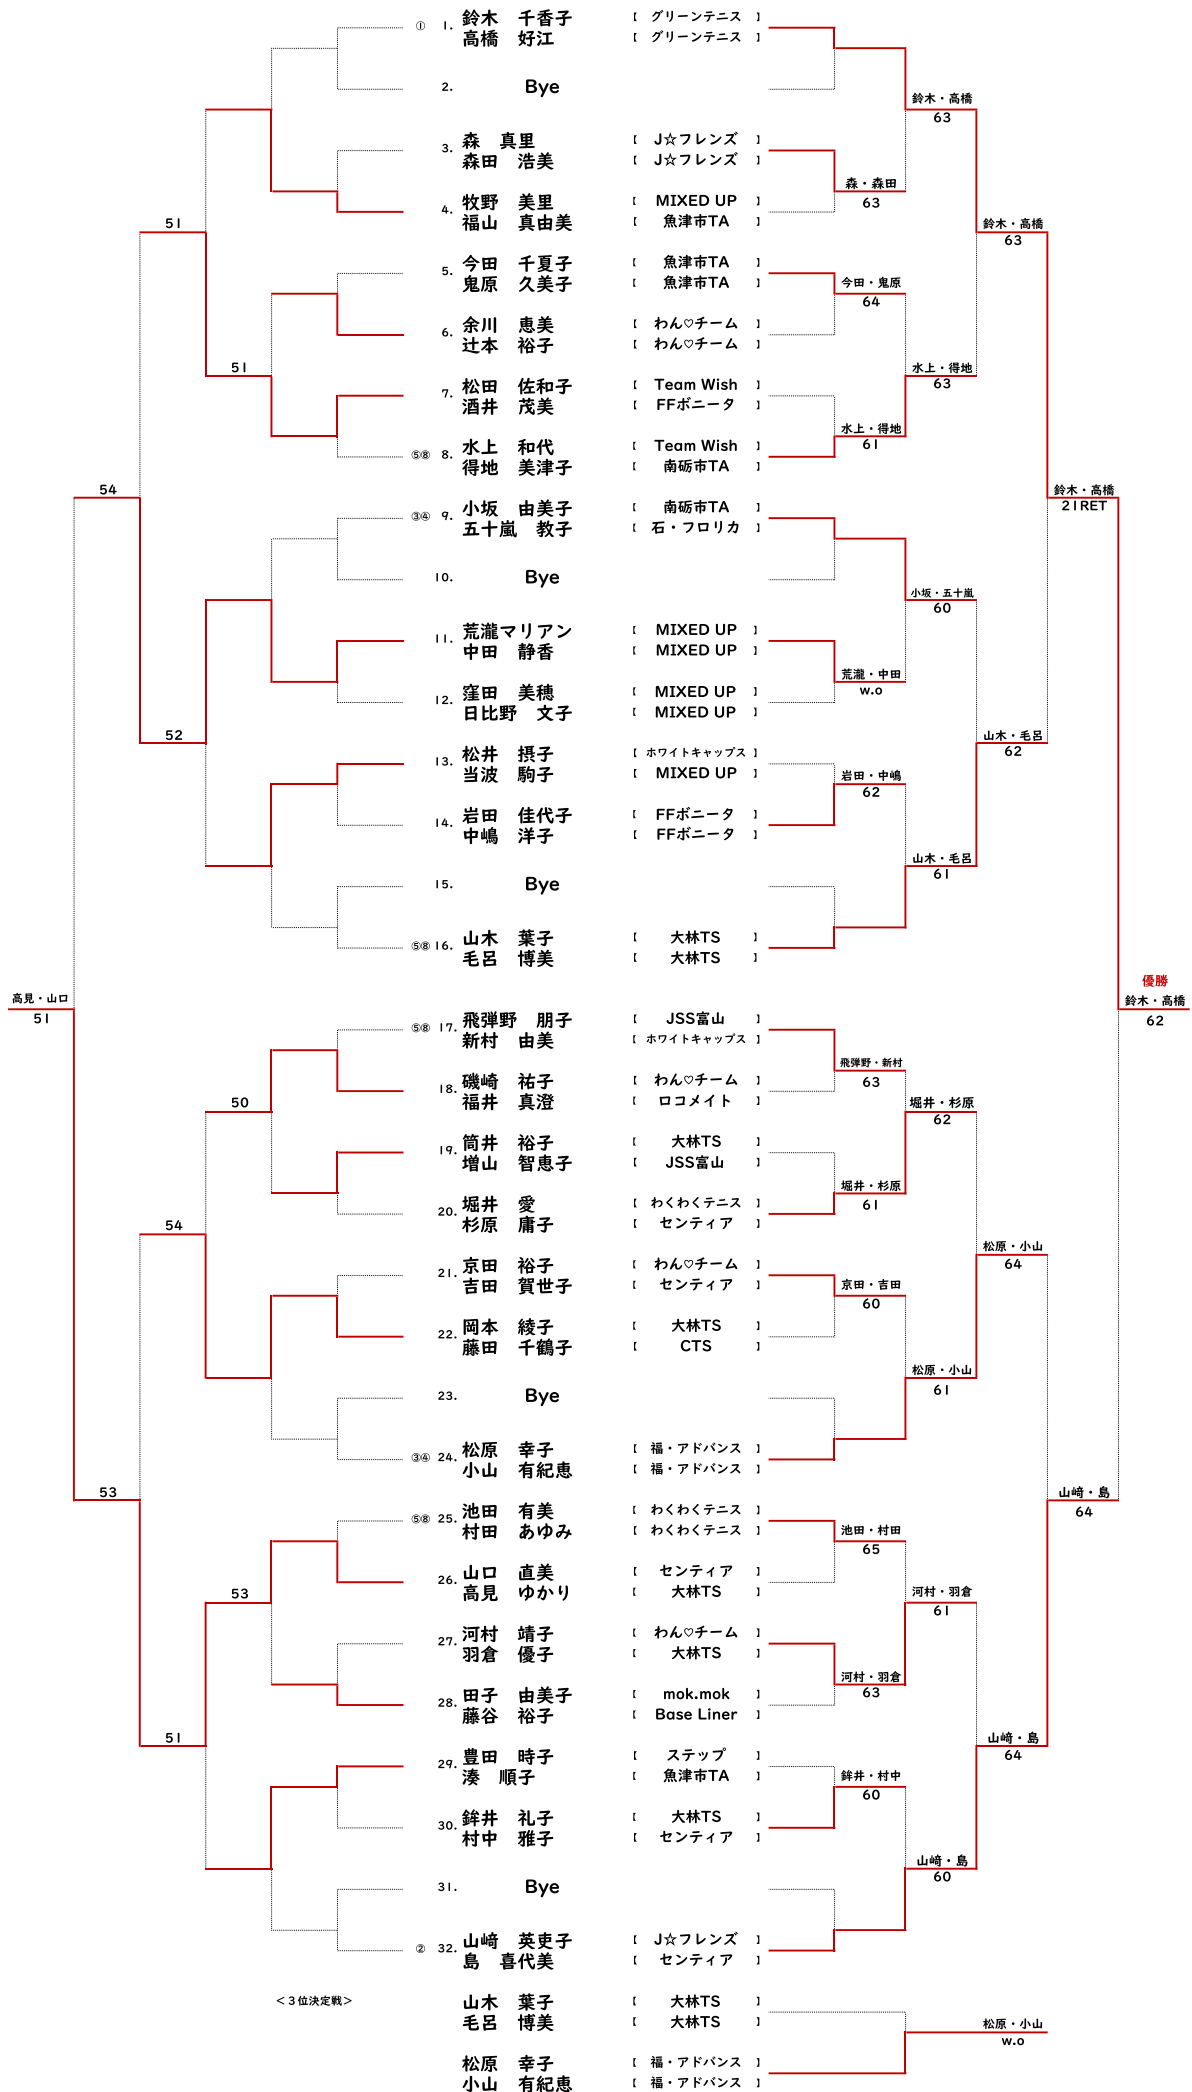 ① 1. 鈴木　千香子 【 グリーンテニス 】
高橋　好江 【 グリーンテニス 】
2. Bye
鈴木・高橋
63
3. 森　真里 【 J☆フレンズ 】
森田　浩美 【 J☆フレンズ 】
森・森田
63
4. 牧野　美里 【 MIXED UP 】
福山　真由美 【 魚津市TA 】
51
鈴木・高橋
63
5. 今田　千夏子 【 魚津市TA 】
鬼原　久美子 【 魚津市TA 】
今田・鬼原
64
6. 余川　恵美 【 わん♡チーム 】
辻本　裕子 【 わん♡チーム 】
51
水上・得地
63
7. 松田　佐和子 【 Team Wish 】
酒井　茂美 【 FFボニータ 】
水上・得地
61
⑤⑧ 8. 水上　和代 【 Team Wish 】
得地　美津子 【 南砺市TA 】
54
鈴木・高橋
21RET
③④ 9. 小坂　由美子 【 南砺市TA 】
五十嵐　教子 【 石・フロリカ 】
10. Bye
小坂・五十嵐
60
11. 荒瀧マリアン 【 MIXED UP 】
中田　静香 【 MIXED UP 】
荒瀧・中田
w.o
12. 窪田　美穂 【 MIXED UP 】
日比野　文子 【 MIXED UP 】
52
山木・毛呂
62
13. 松井　摂子 【 ホワイトキャップス 】
当波　駒子 【 MIXED UP 】
岩田・中嶋
62
14. 岩田　佳代子 【 FFボニータ 】
中嶋　洋子 【 FFボニータ 】
山木・毛呂
61
15. Bye
⑤⑧ 16. 山木　葉子 【 大林TS 】
毛呂　博美 【 大林TS 】
高見・山口
51
優勝
鈴木・高橋
62
⑤⑧ 17. 飛弾野　朋子 【 JSS富山 】
新村　由美 【 ホワイトキャップス 】
飛弾野・新村
63
18. 磯崎　祐子 【 わん♡チーム 】
福井　真澄 【 ロコメイト 】
50
堀井・杉原
62
19. 筒井　裕子 【 大林TS 】
増山　智恵子 【 JSS富山 】
堀井・杉原
61
20. 堀井　愛 【 わくわくテニス 】
杉原　庸子 【 センティア 】
54
松原・小山
64
21. 京田　裕子 【 わん♡チーム 】
吉田　賀世子 【 センティア 】
京田・吉田
60
22. 岡本　綾子 【 大林TS 】
藤田　千鶴子 【 CTS 】
松原・小山
61
23. Bye
③④ 24. 松原　幸子 【 福・アドバンス 】
小山　有紀恵 【 福・アドバンス 】
53
山﨑・島
64
⑤⑧ 25. 池田　有美 【 わくわくテニス 】
村田　あゆみ 【 わくわくテニス 】
池田・村田
65
26. 山口　直美 【 センティア 】
高見　ゆかり 【 大林TS 】
53
河村・羽倉
61
27. 河村　靖子 【 わん♡チーム 】
羽倉　優子 【 大林TS 】
河村・羽倉
63
28. 田子　由美子 【 mok.mok 】
藤谷　裕子 【 Base Liner 】
51
山﨑・島
64
29. 豊田　時子 【 ステップ 】
湊　順子 【 魚津市TA 】
鉾井・村中
60
30. 鉾井　礼子 【 大林TS 】
村中　雅子 【 センティア 】
山﨑・島
60
31. Bye
② 32. 山﨑　英吏子 【 J☆フレンズ 】
島　喜代美 【 センティア 】
＜３位決定戦＞
山木　葉子 【 大林TS 】
毛呂　博美 【 大林TS 】
松原・小山
w.o
松原　幸子 【 福・アドバンス 】
小山　有紀恵 【 福・アドバンス 】